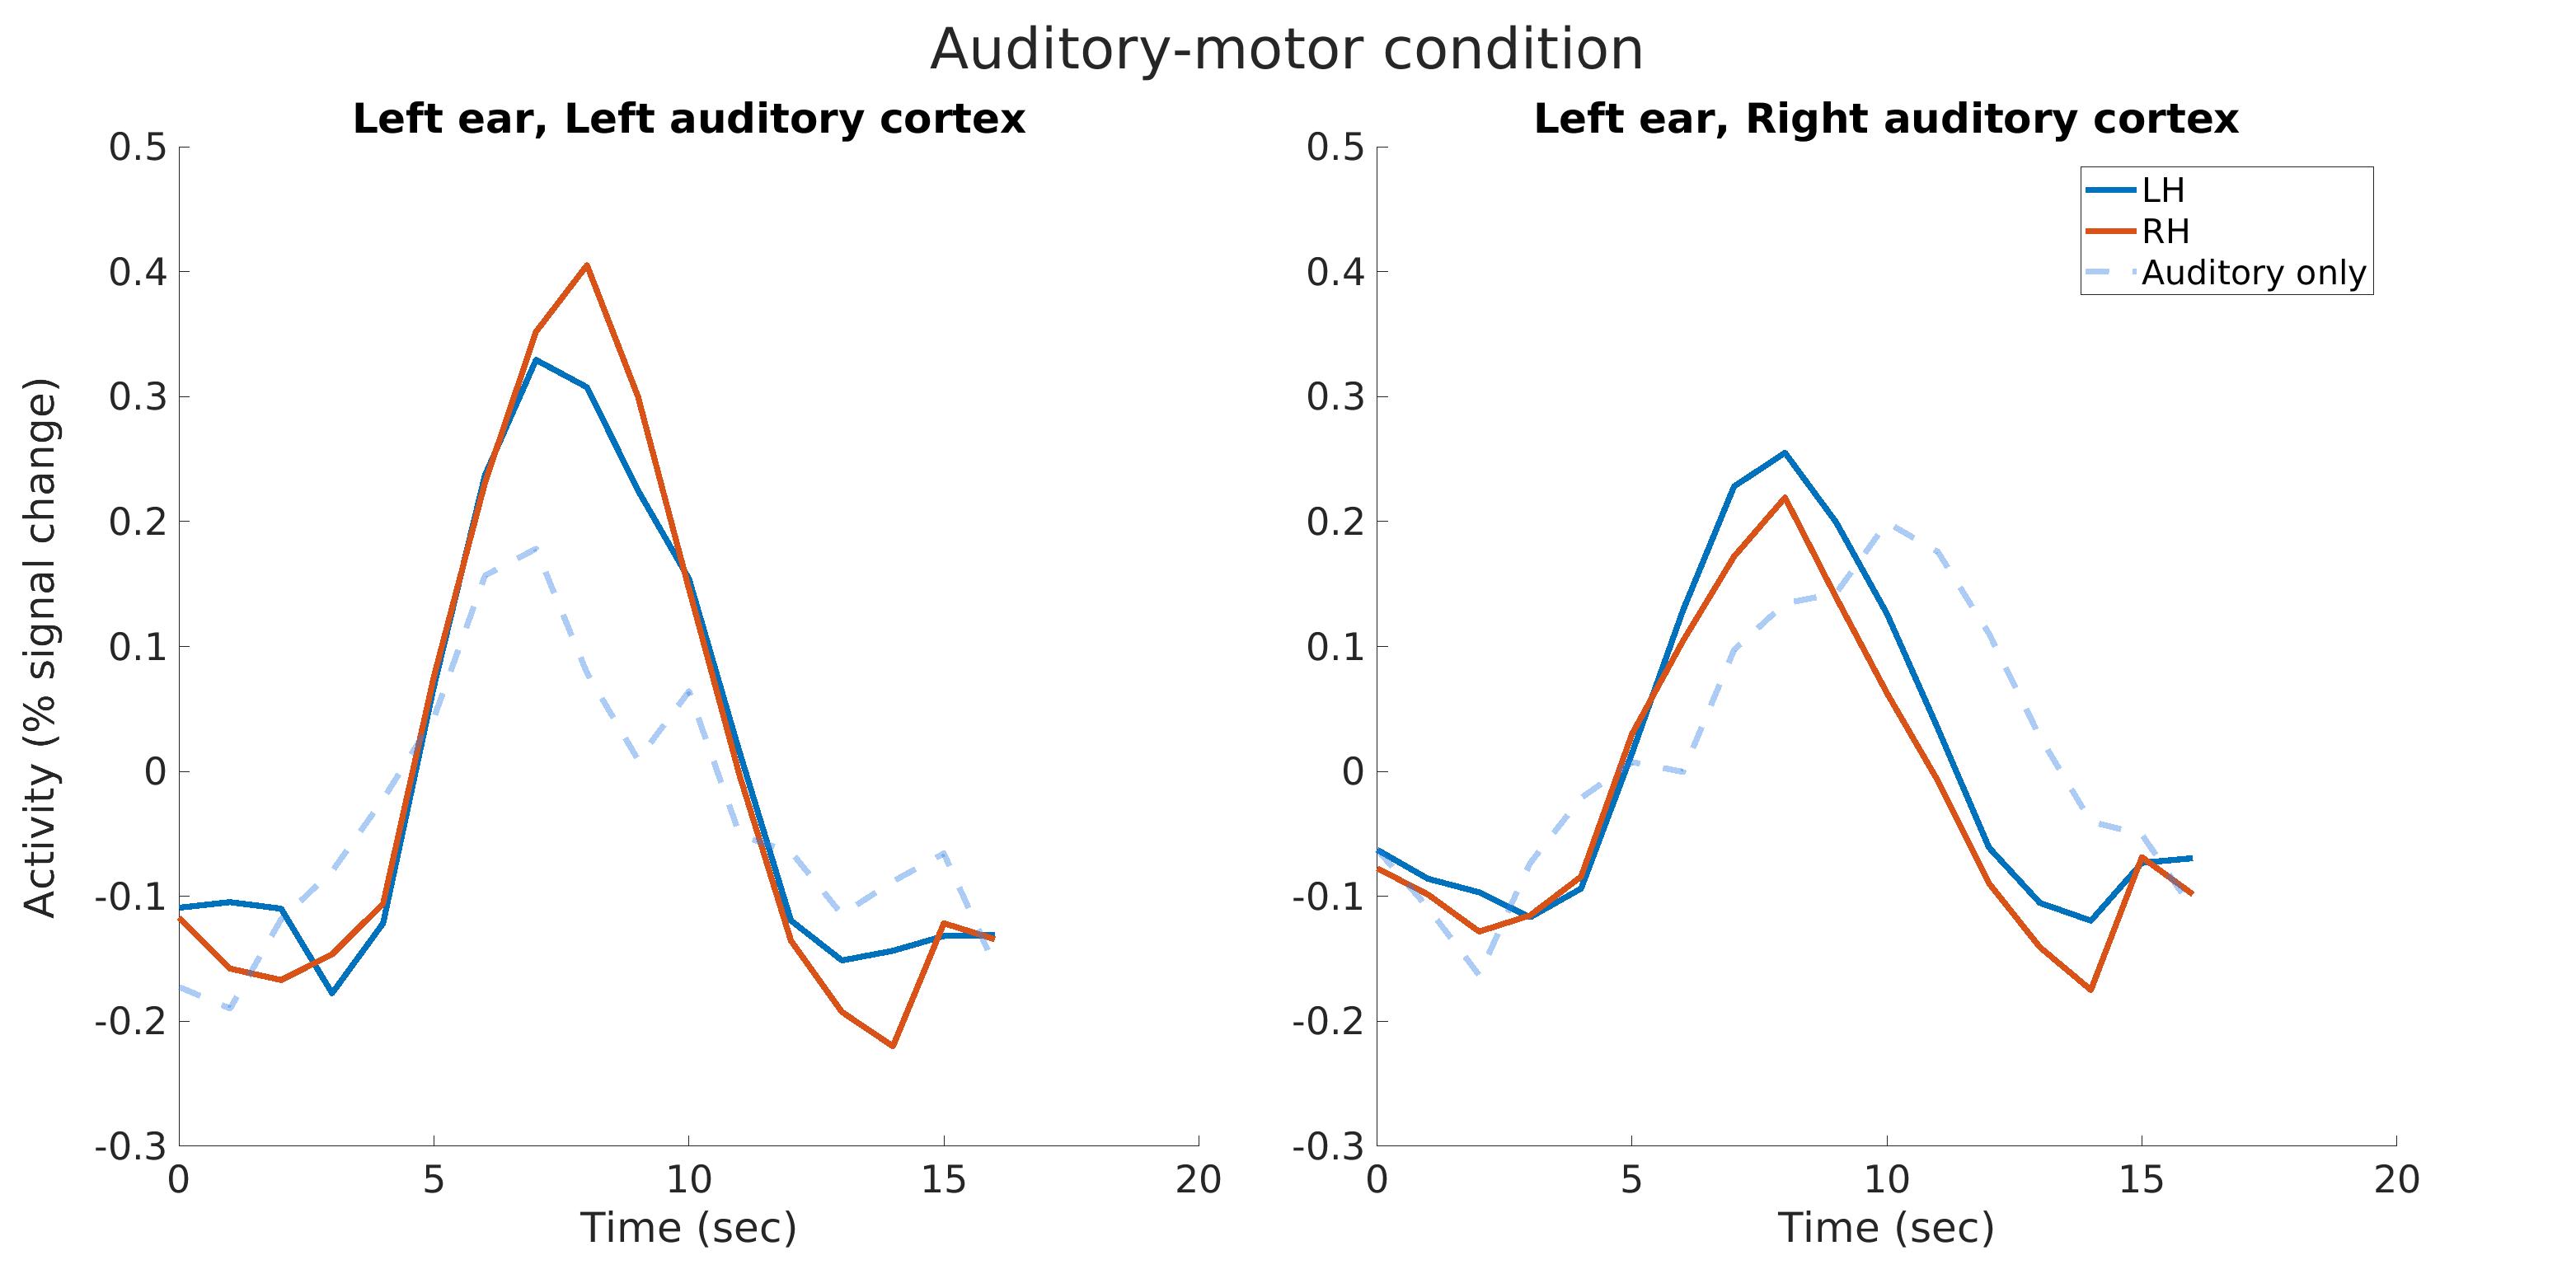 Auditory-motor condition
Left ear, Left auditory cortex
0.5
0.4
0.3
0.2
0.1
0
-0.1
-0.2
-0.3
Activity (% signal change)
0 5 10 15 20
Time (sec)
Left ear, Right auditory cortex
0.5
0.4
0.3
0.2
0.1
0
-0.1
-0.2
-0.3
LH
RH
Auditory only
0 5 10 15 20
Time (sec)